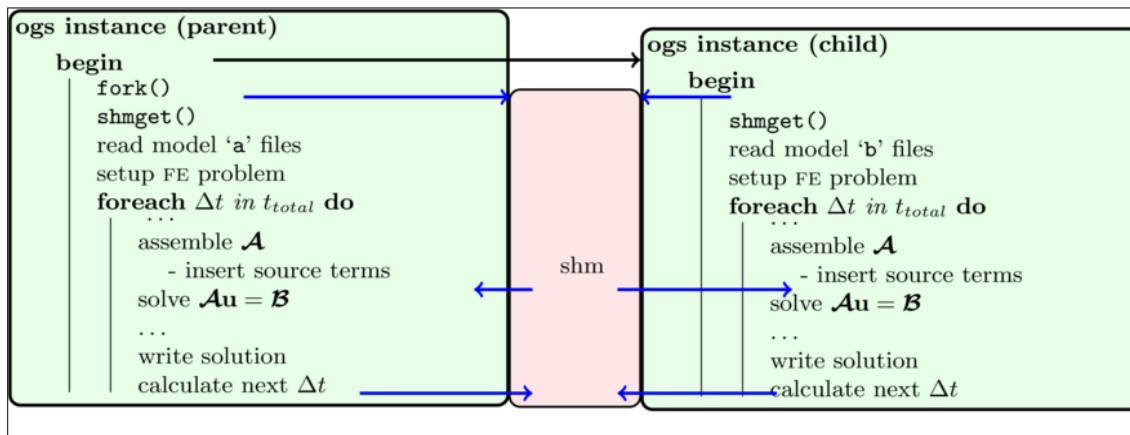 ogs instance (parent)
begin
fork()
shmget()
read model ‘a’ files
setup FE problem
foreach Δt in t_total do
...
assemble 𝓐
- insert source terms
solve 𝓐u = 𝓑
...
write solution
calculate next Δt
shm
ogs instance (child)
begin
shmget()
read model ‘b’ files
setup FE problem
foreach Δt in t_total do
...
assemble 𝓐
- insert source terms
solve 𝓐u = 𝓑
...
write solution
calculate next Δt